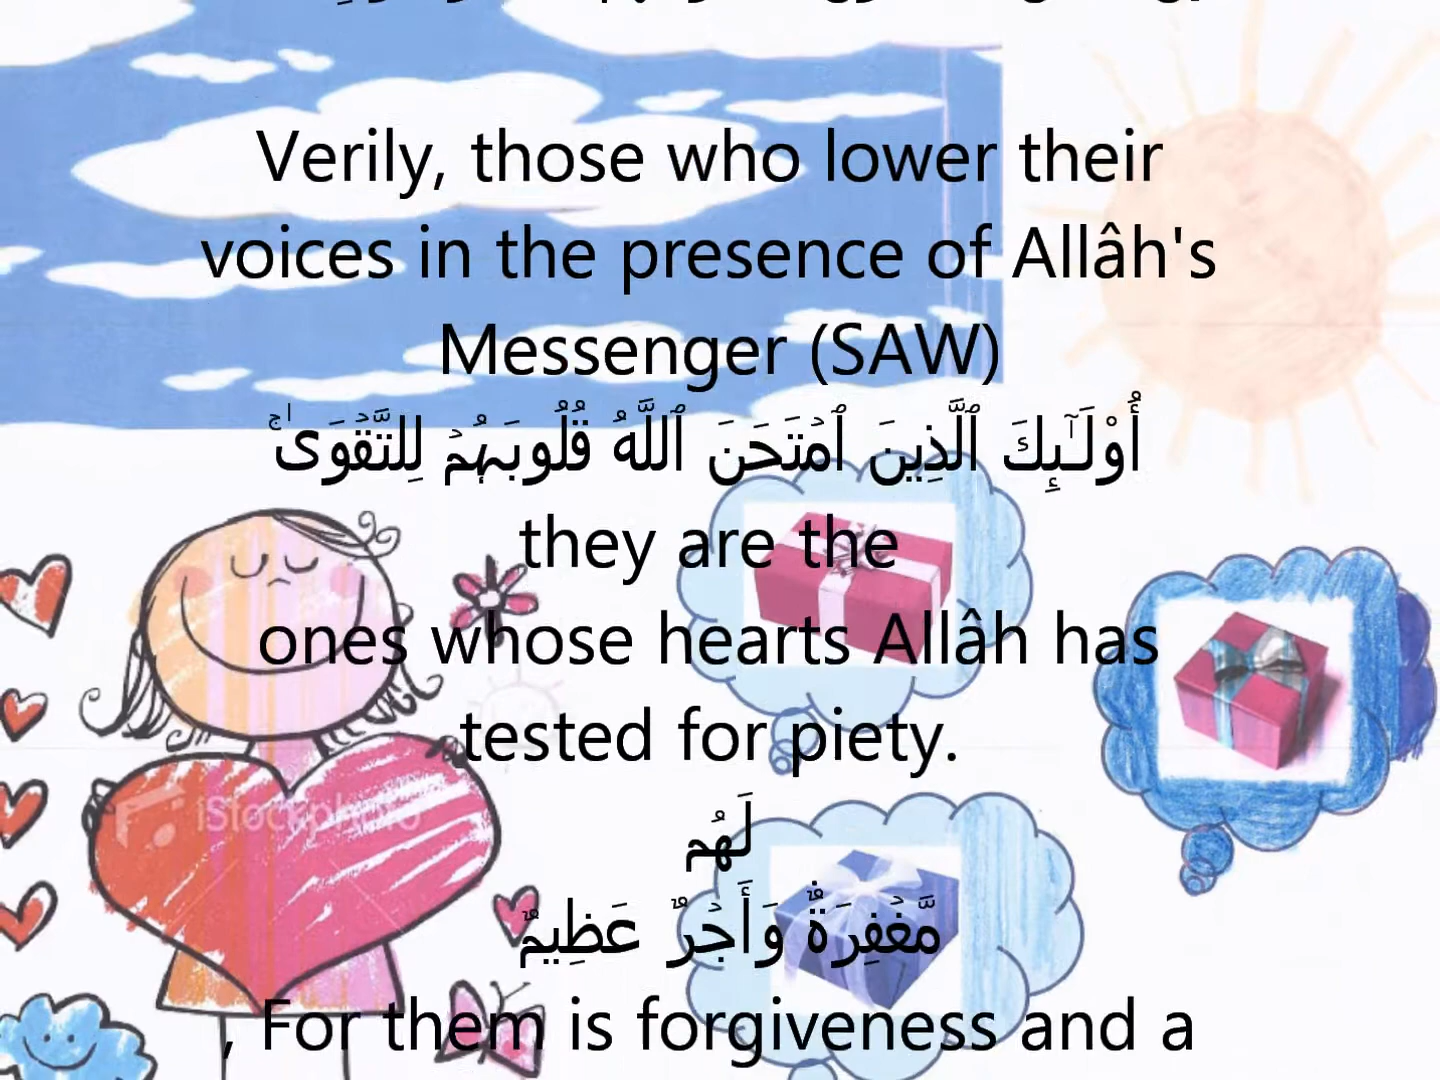 Verily, those who lower their
voices in the presence of Allâh's
Messenger (SAW)
أُوْلَـٰٓئِكَ ٱلَّذِينَ ٱمۡتَحَنَ ٱللَّهُ قُلُوبَہُمۡ لِلتَّقۡوَىٰ‌ۚ
they are the
ones whose hearts Allâh has
tested for piety.
لَهُم
مَّغۡفِرَةٌ۬ وَأَجۡرٌ عَظِيمٌ
, For them is forgiveness and a
iStockphoto